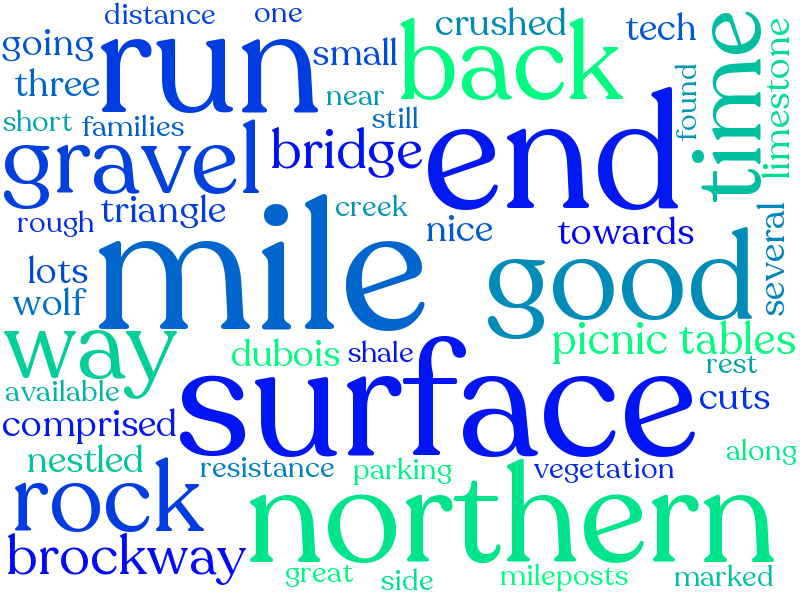 distance
one
going
run
small
back
crushed
tech
time
limestone
three
near
found
short
families
still
gravel
bridge
end
rough
triangle
creek
nice
towards
several
lots
mile
good
wolf
way
dubois
shale
picnic tables
rest
available
surface
cuts
comprised
nestled
resistance
parking
vegetation
along
rock
northern
brockway
great
side
mileposts
marked